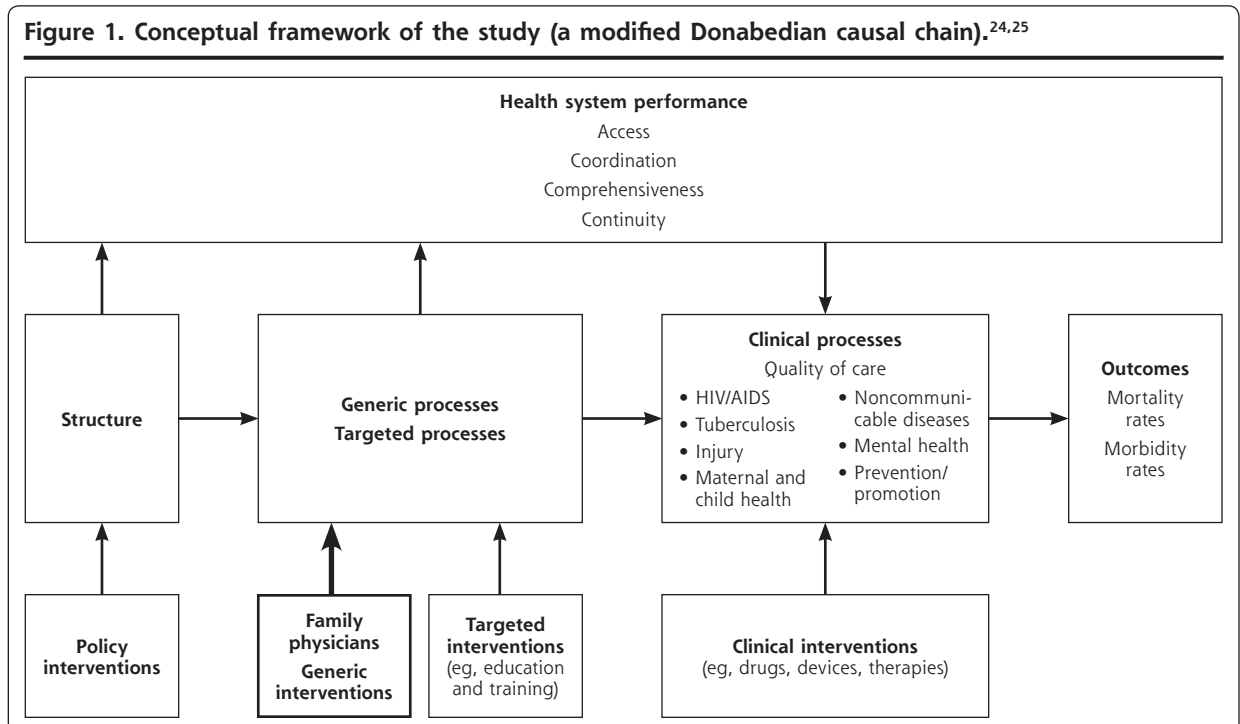 Figure 1. Conceptual framework of the study (a modified Donabedian causal chain).24,25
Health system performance
Access
Coordination
Comprehensiveness
Continuity
Structure
Generic processes
Targeted processes
Clinical processes
Quality of care
• HIV/AIDS
• Tuberculosis
• Injury
• Maternal and
child health
• Noncommuni-
cable diseases
• Mental health
• Prevention/
promotion
Outcomes
Mortality
rates
Morbidity
rates
Policy
interventions
Family
physicians
Generic
interventions
Targeted
interventions
(eg, education
and training)
Clinical interventions
(eg, drugs, devices, therapies)